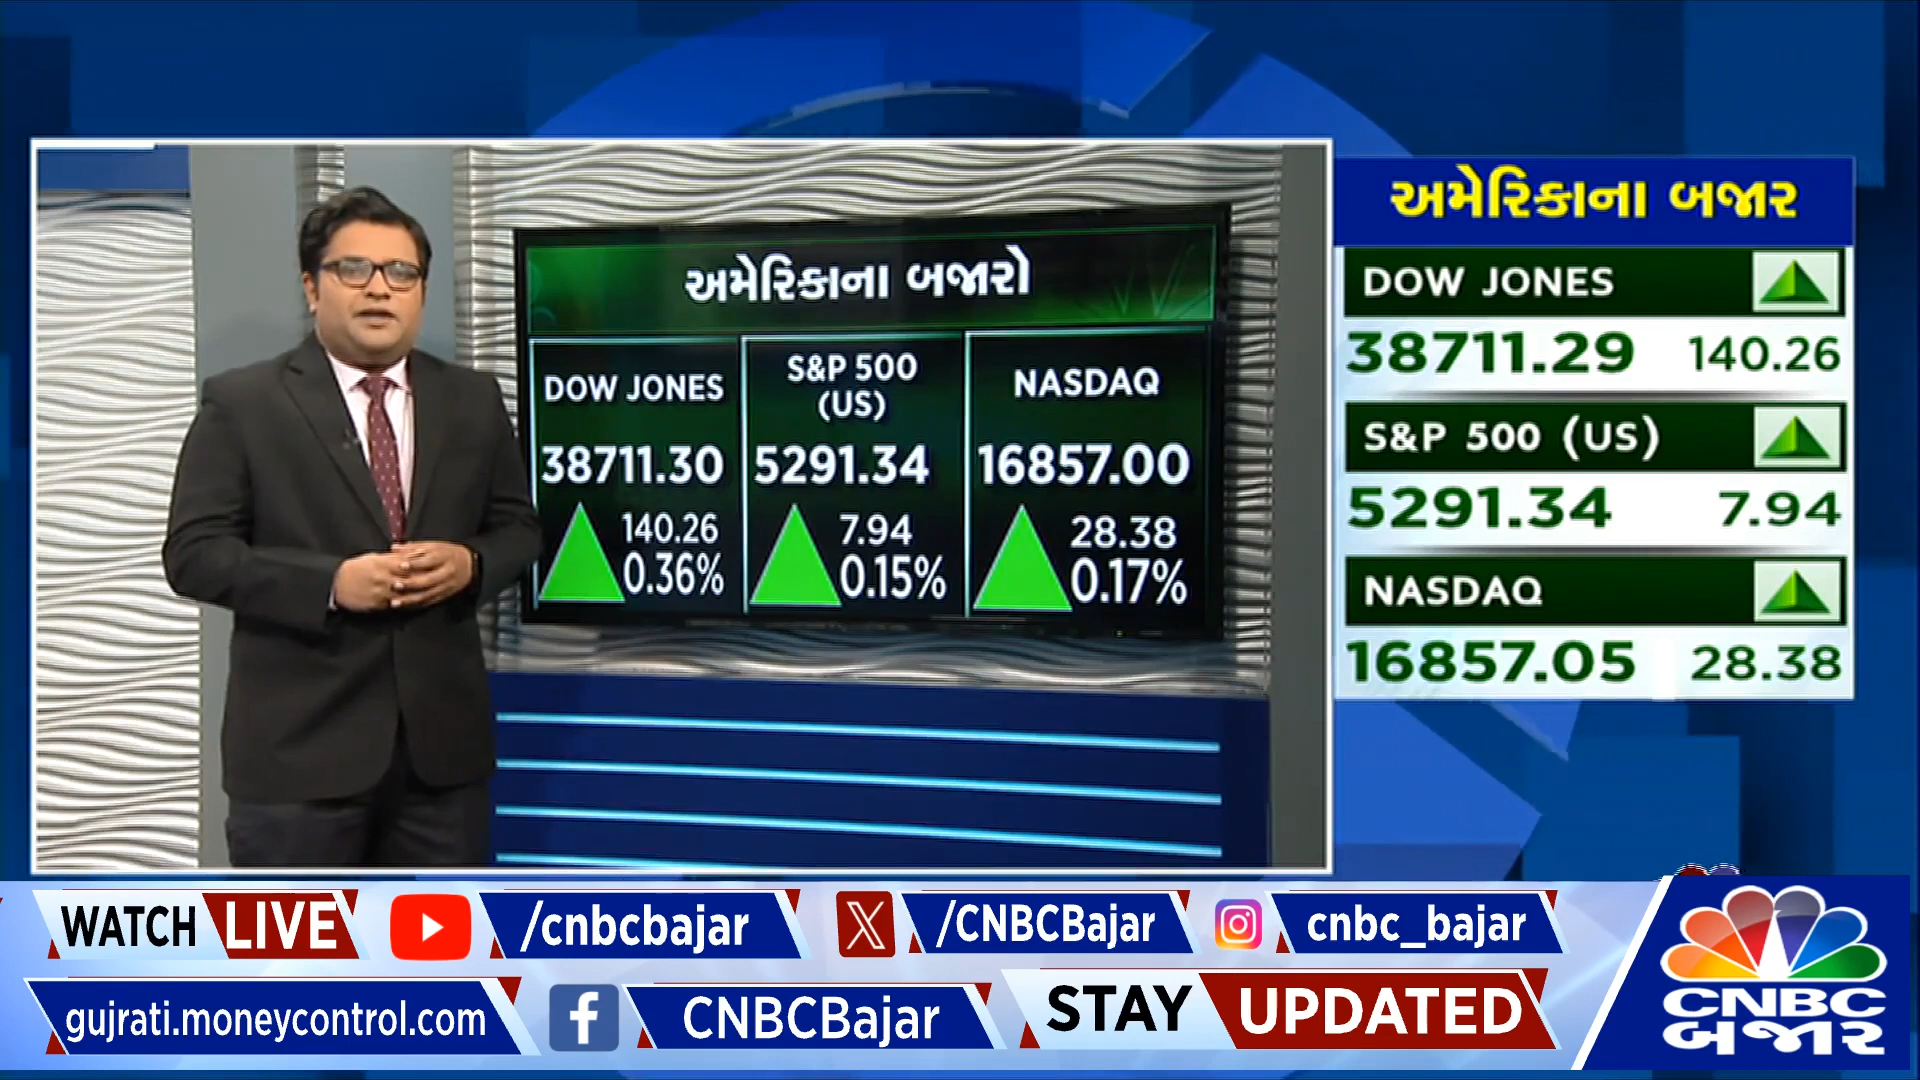 અમેરિકાના બજારો
DOW JONES
38711.30
140.26
0.36%
S&P 500
(US)
5291.34
7.94
0.15%
NASDAQ
16857.00
28.38
0.17%
અમેરિકાના બજાર
DOW JONES
38711.29 140.26
S&P 500 (US)
5291.34 7.94
NASDAQ
16857.05 28.38
WATCH LIVE /cnbcbajar /CNBCBajar cnbc_bajar
gujrati.moneycontrol.com CNBCBajar STAY UPDATED
CNBC
બજાર